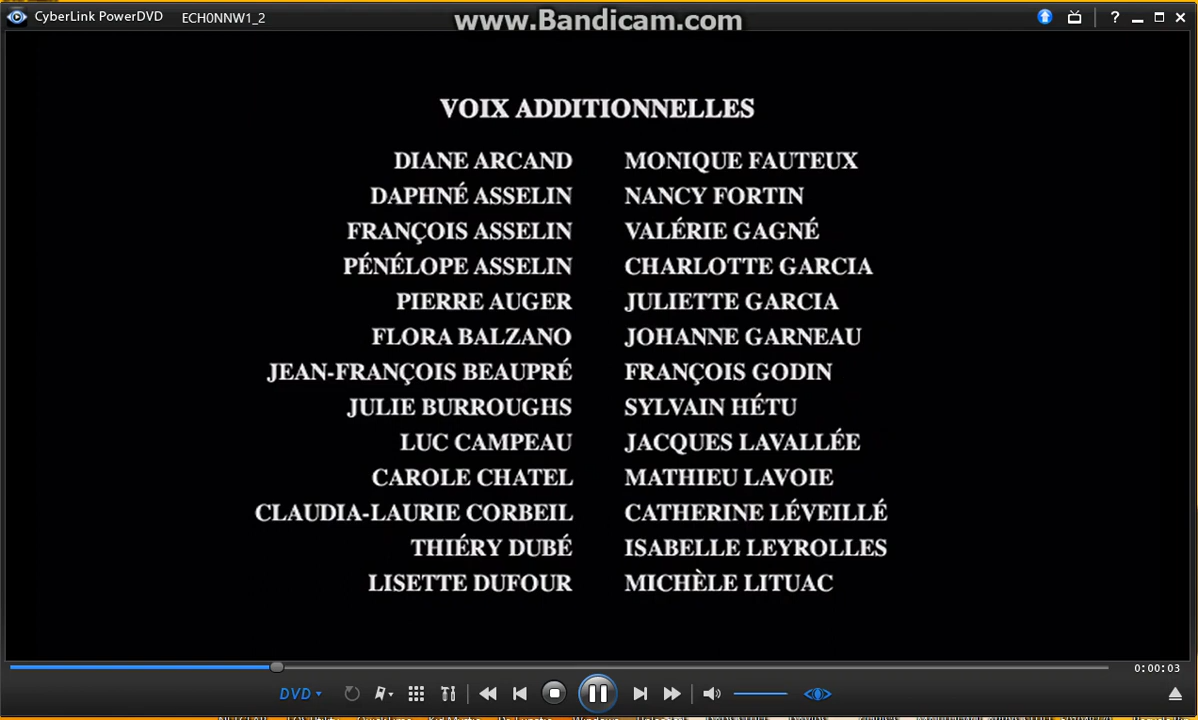 CyberLink PowerDVD ECH0NNW1_2
www.Bandicam.com
VOIX ADDITIONNELLES
DIANE ARCAND MONIQUE FAUTEUX
DAPHNÉ ASSELIN NANCY FORTIN
FRANÇOIS ASSELIN VALÉRIE GAGNÉ
PÉNÉLOPE ASSELIN CHARLOTTE GARCIA
PIERRE AUGER JULIETTE GARCIA
FLORA BALZANO JOHANNE GARNEAU
JEAN-FRANÇOIS BEAUPRÉ FRANÇOIS GODIN
JULIE BURROUGHS SYLVAIN HÉTU
LUC CAMPEAU JACQUES LAVALLÉE
CAROLE CHATEL MATHIEU LAVOIE
CLAUDIA-LAURIE CORBEIL CATHERINE LÉVEILLÉ
THIÉRY DUBÉ ISABELLE LEYROLLES
LISETTE DUFOUR MICHÈLE LITUAC
0:00:03
DVD